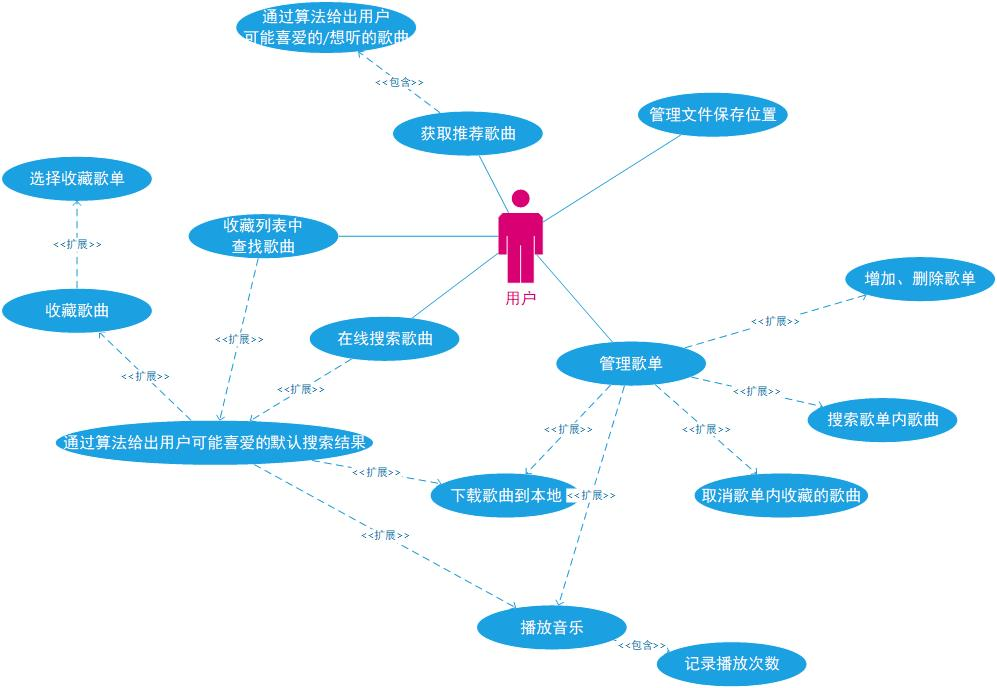 通过算法给出用户
可能喜爱的/想听的歌曲
<<包含>>
获取推荐歌曲
管理文件保存位置
选择收藏歌单
<<扩展>>
收藏列表中
查找歌曲
用户
增加、删除歌单
收藏歌曲
<<扩展>>
<<扩展>>
在线搜索歌曲
管理歌单
<<扩展>>
<<扩展>>
<<扩展>>
搜索歌单内歌曲
<<扩展>>
<<扩展>>
通过算法给出用户可能喜爱的默认搜索结果
<<扩展>>
下载歌曲到本地
<<扩展>>
取消歌单内收藏的歌曲
<<扩展>>
播放音乐
<<包含>>
记录播放次数